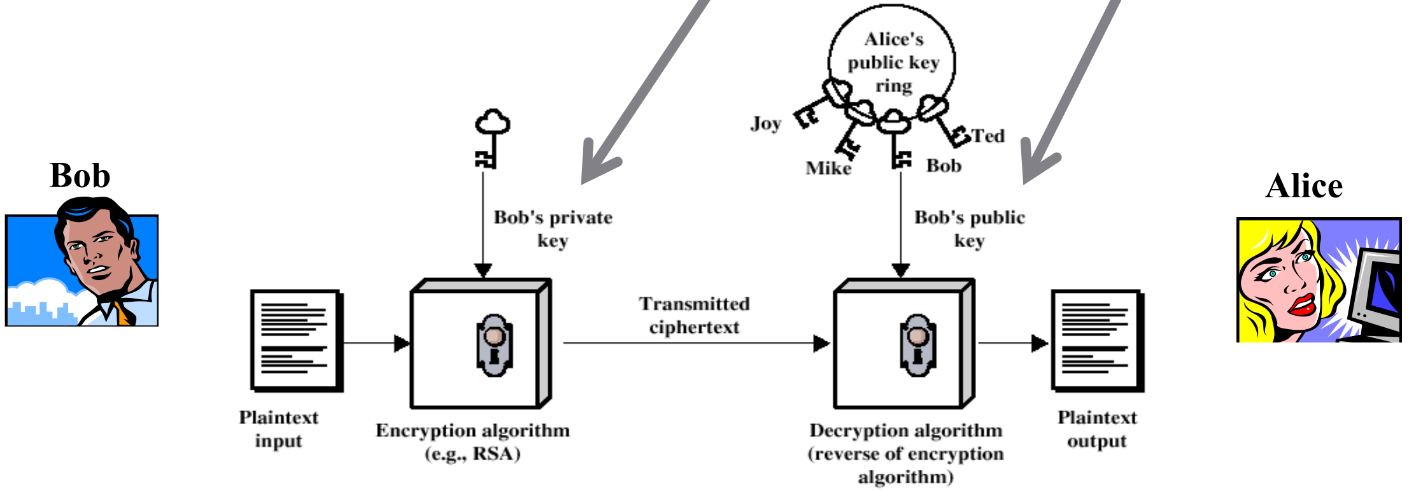 Alice's
public key
ring
Joy
Ted
Mike
Bob
Bob
Alice
Bob's private
key
Bob's public
key
Transmitted
ciphertext
Plaintext
input
Encryption algorithm
(e.g., RSA)
Decryption algorithm
(reverse of encryption
algorithm)
Plaintext
output